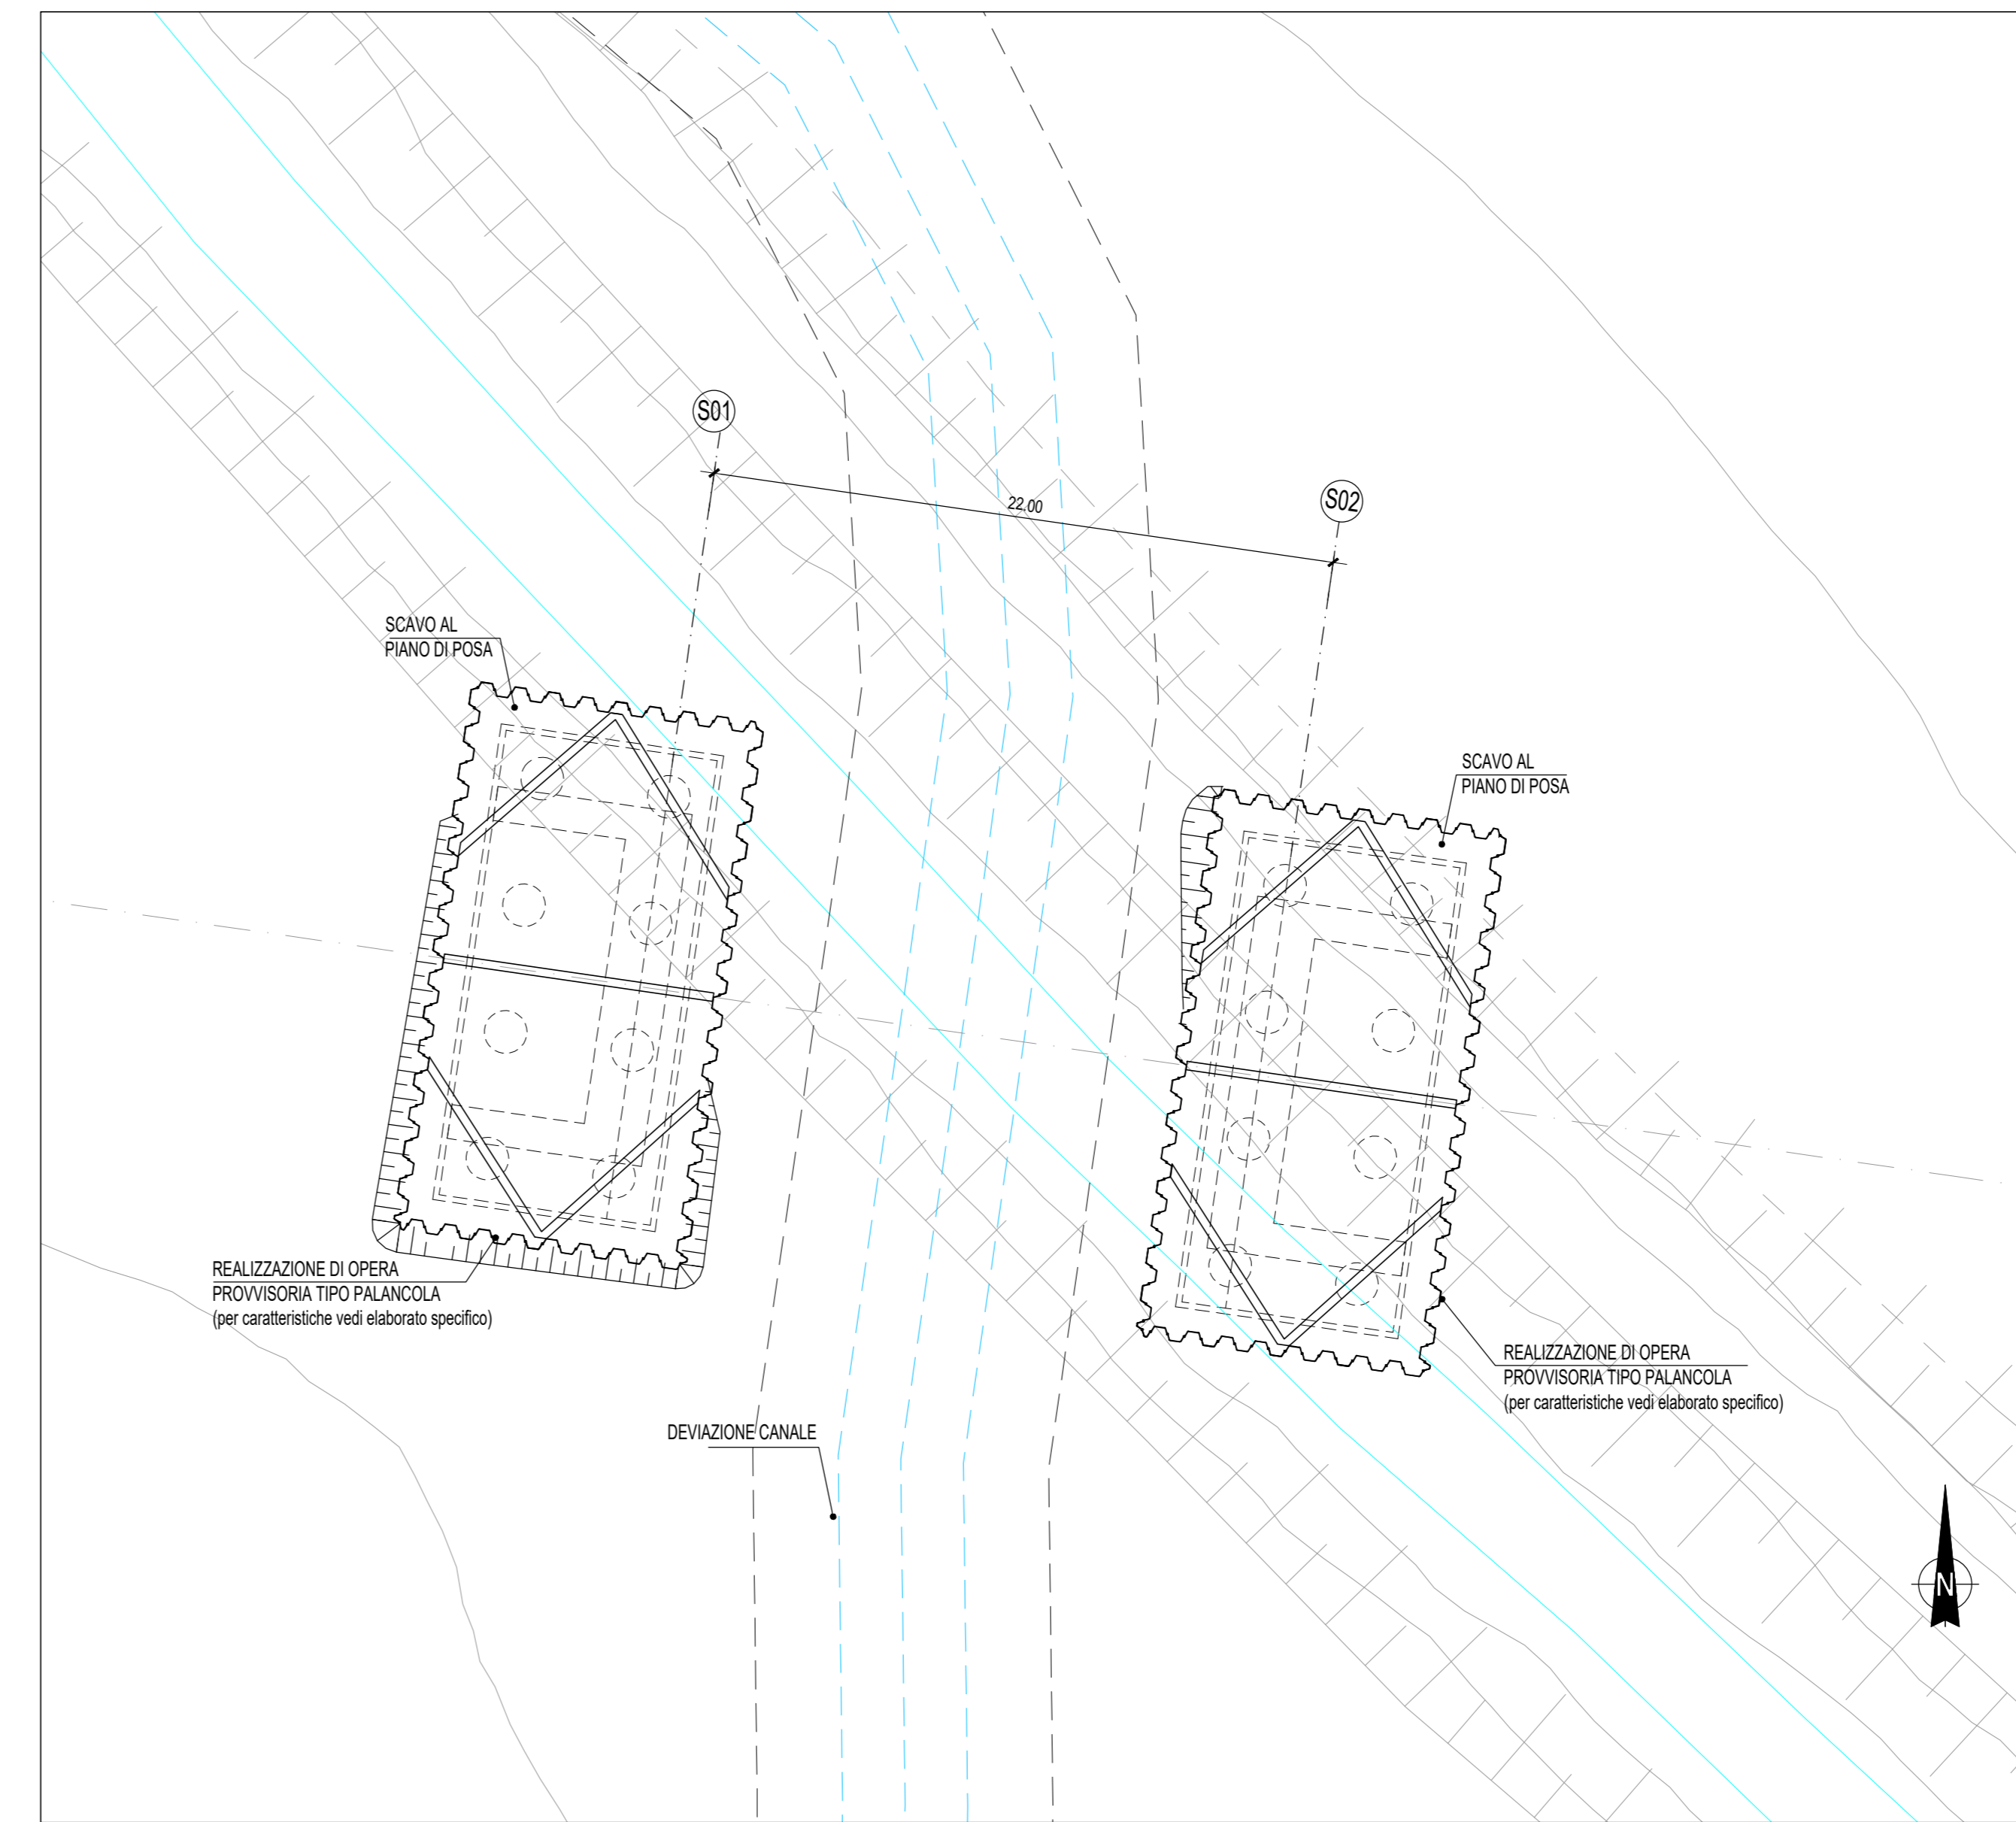 S01
22.00
S02
SCAVO AL
PIANO DI POSA
SCAVO AL
PIANO DI POSA
REALIZZAZIONE DI OPERA
PROVVISORIA TIPO PALANCOLA
(per caratteristiche vedi elaborato specifico)
REALIZZAZIONE DI OPERA
PROVVISORIA TIPO PALANCOLA
(per caratteristiche vedi elaborato specifico)
DEVIAZIONE CANALE
N